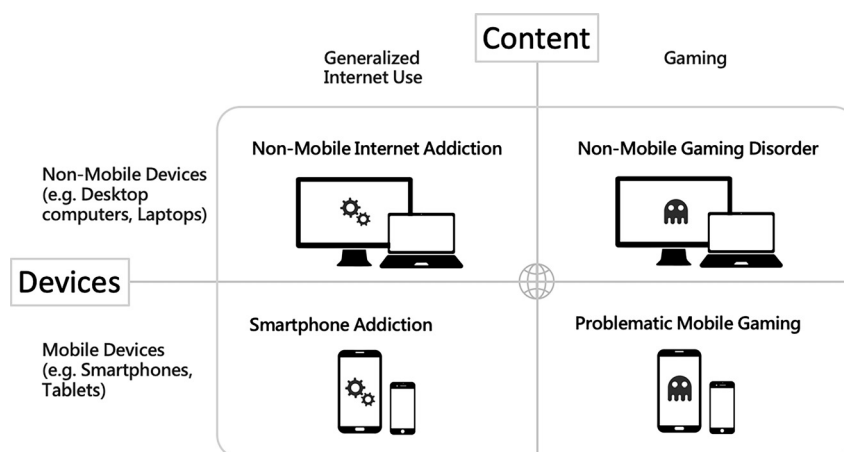 Content
Generalized
Internet Use
Gaming
Non-Mobile Internet Addiction
Non-Mobile Gaming Disorder
Non-Mobile Devices
(e.g. Desktop
computers, Laptops)
Devices
Smartphone Addiction
Problematic Mobile Gaming
Mobile Devices
(e.g. Smartphones,
Tablets)